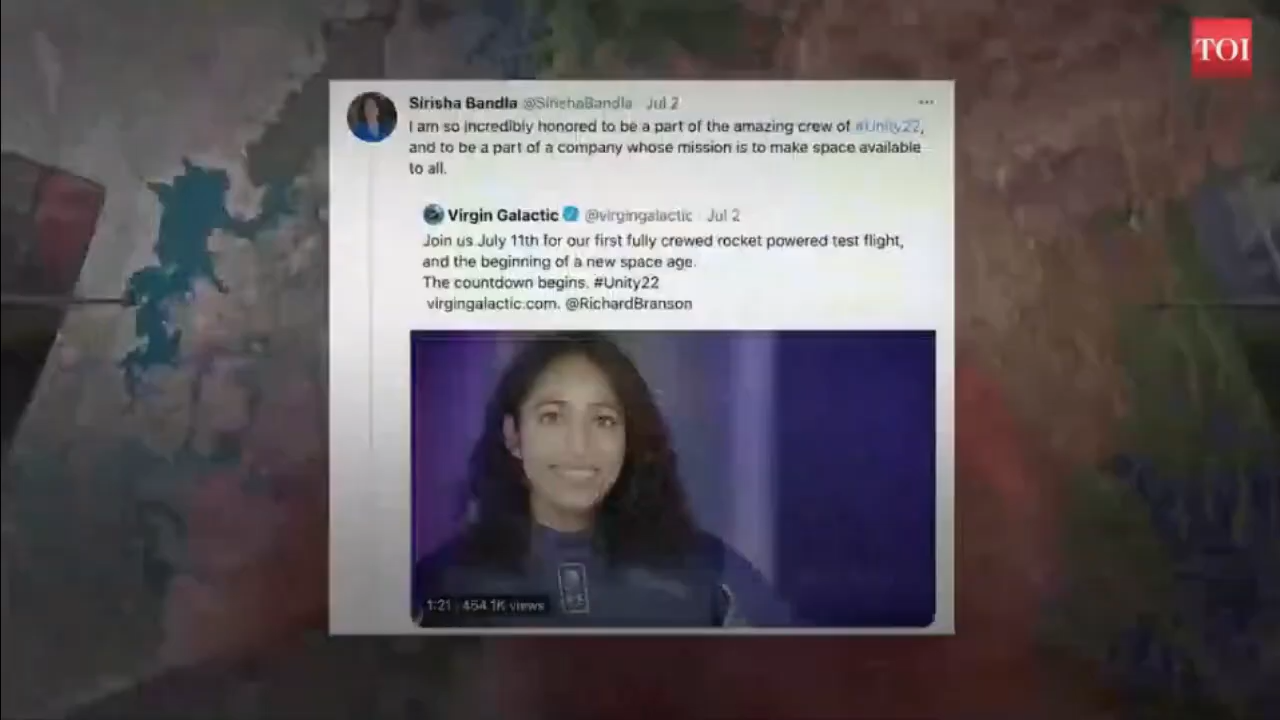 TOI
Sirisha Bandla @SirishaBandla · Jul 2
I am so incredibly honored to be a part of the amazing crew of #Unity22,
and to be a part of a company whose mission is to make space available
to all.
Virgin Galactic @virgingalactic · Jul 2
Join us July 11th for our first fully crewed rocket powered test flight,
and the beginning of a new space age.
The countdown begins. #Unity22
virgingalactic.com. @RichardBranson
1:21 · 454.1K views